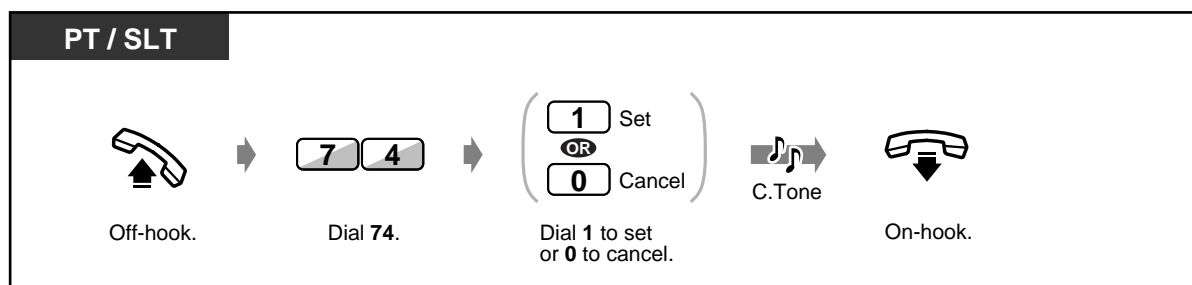 PT / SLT
7 4
1 Set
OR
0 Cancel
C.Tone
Off-hook.
Dial 74.
Dial 1 to set
or 0 to cancel.
On-hook.